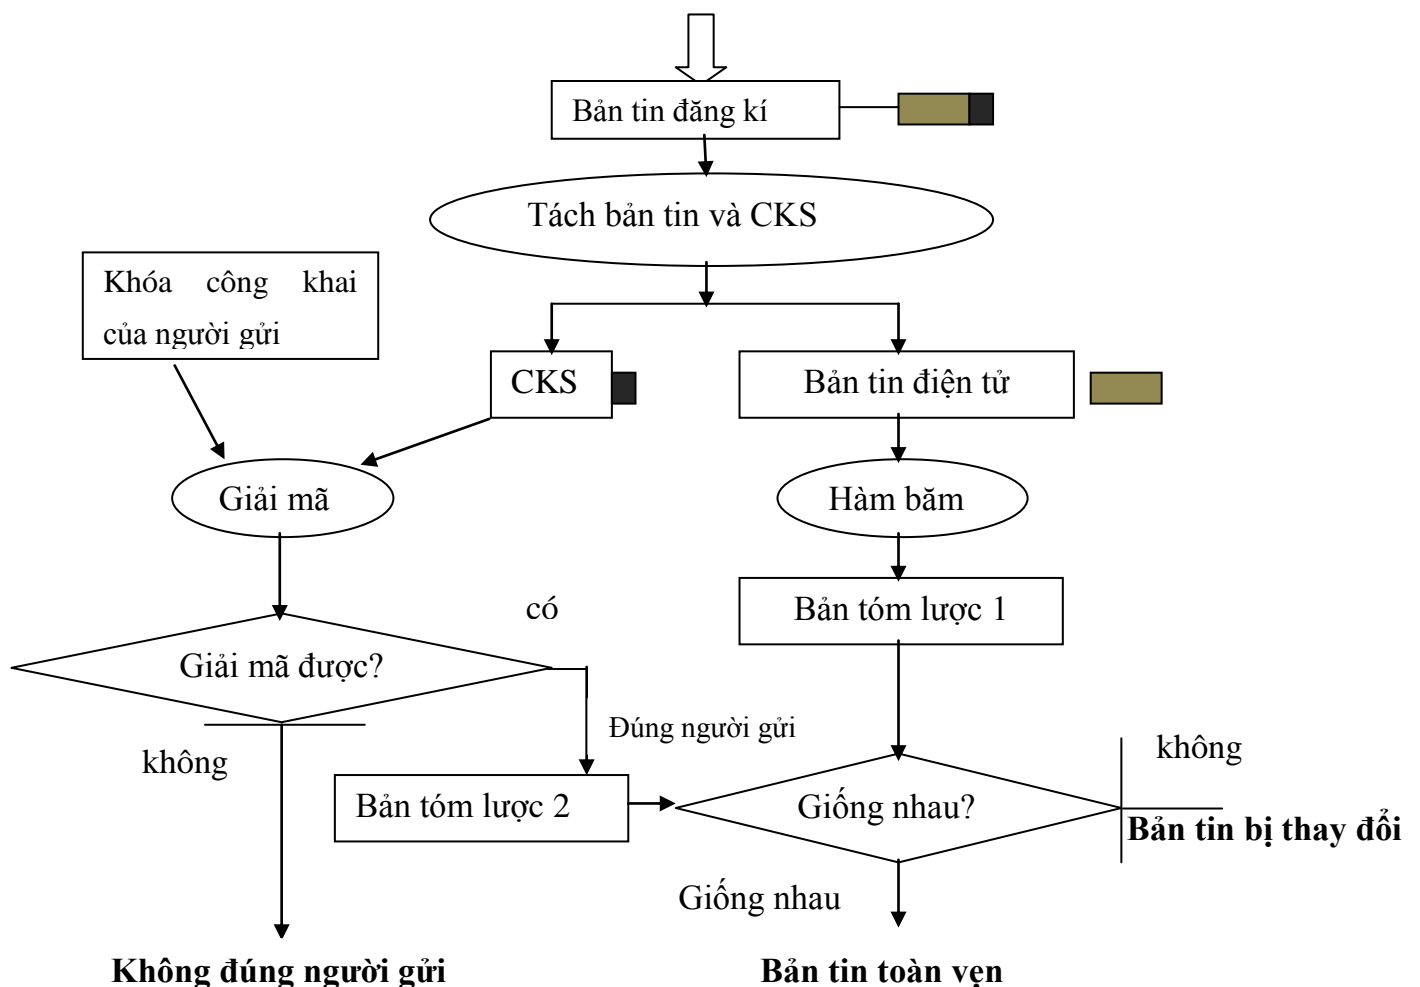 Bản tin đăng kí
Tách bản tin và CKS
Khóa công khai
của người gửi
CKS
Bản tin điện tử
Giải mã
Hàm băm
có
Bản tóm lược 1
Giải mã được?
Đúng người gửi
không
không
Bản tóm lược 2
Giống nhau?
Bản tin bị thay đổi
Giống nhau
Không đúng người gửi
Bản tin toàn vẹn